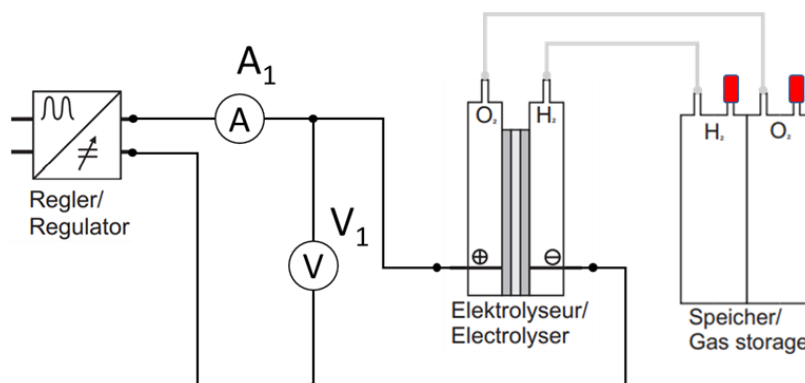 A₁
A
O₂
H₂
H₂
O₂
Regler/
Regulator
V₁
V
⊕
⊖
Elektrolyseur/
Electrolyser
Speicher/
Gas storage